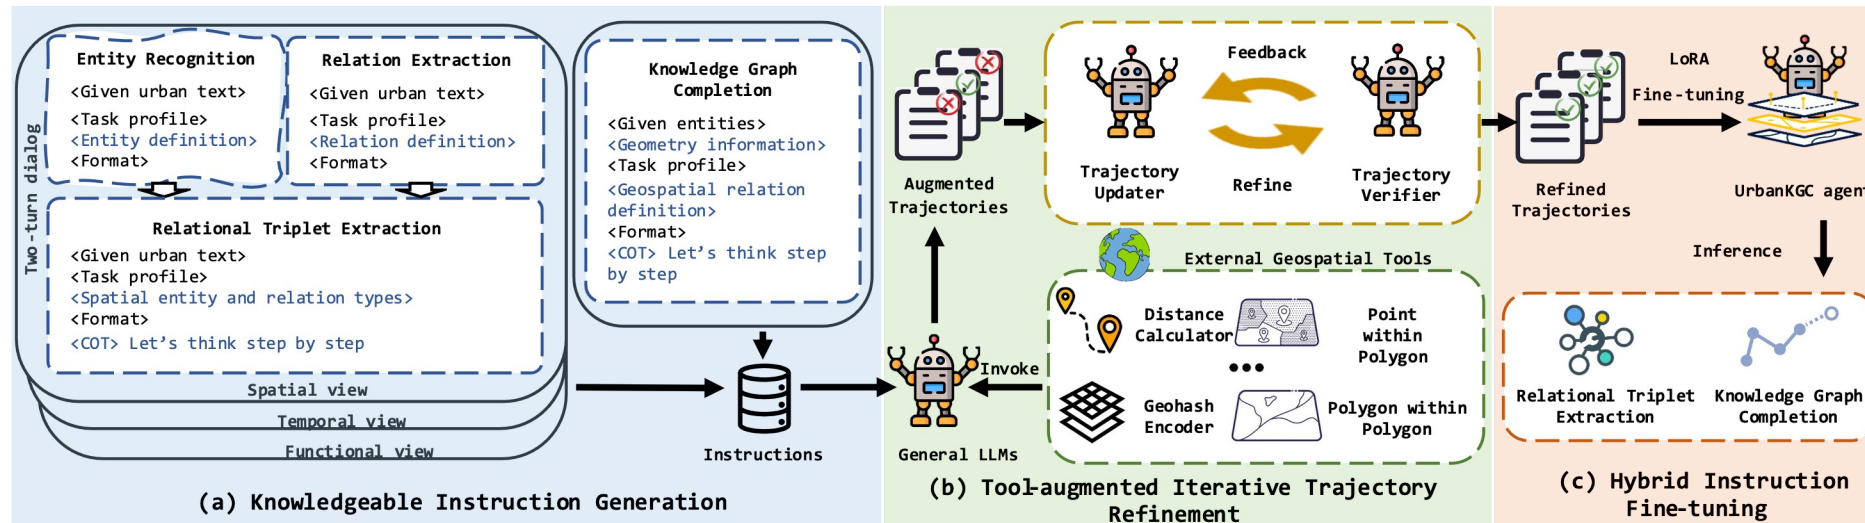 Two-turn dialog
Entity Recognition
<Given urban text>
<Task profile>
<Entity definition>
<Format>
Relation Extraction
<Given urban text>
<Task profile>
<Relation definition>
<Format>
Relational Triplet Extraction
<Given urban text>
<Task profile>
<Spatial entity and relation types>
<Format>
<COT> Let's think step by step
Spatial view
Temporal view
Functional view
Knowledge Graph
Completion
<Given entities>
<Geometry information>
<Task profile>
<Geospatial relation
definition>
<Format>
<COT> Let's think step
by step
Instructions
(a) Knowledgeable Instruction Generation
Augmented
Trajectories
Feedback
Trajectory
Updater
Refine
Trajectory
Verifier
External Geospatial Tools
Distance
Calculator
Point
within
Polygon
•••
Invoke
Geohash
Encoder
Polygon within
Polygon
General LLMs
(b) Tool-augmented Iterative Trajectory
Refinement
LoRA
Fine-tuning
Refined
Trajectories
UrbanKGC agent
Inference
Relational Triplet
Extraction
Knowledge Graph
Completion
(c) Hybrid Instruction
Fine-tuning